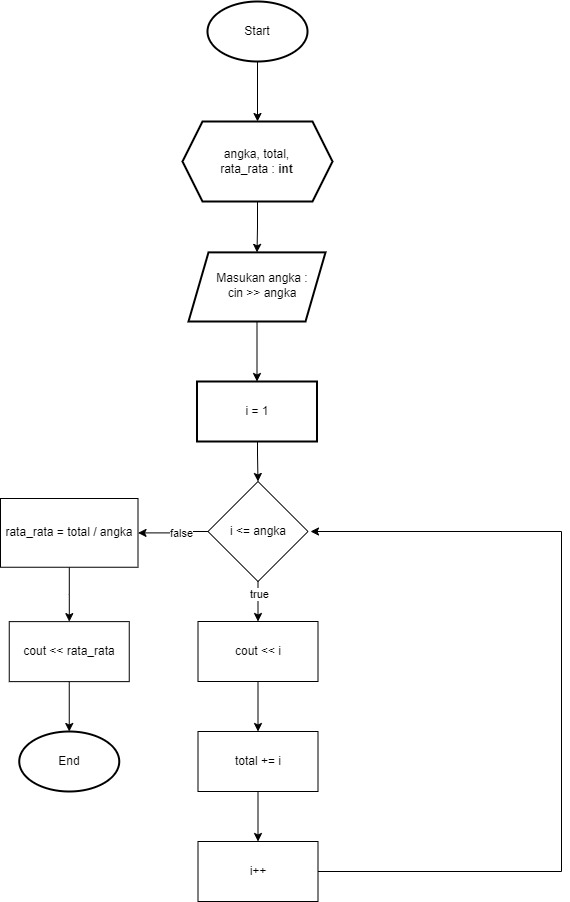 Start
angka, total,
rata_rata : int
Masukan angka :
cin >> angka
i = 1
i <= angka
false
rata_rata = total / angka
true
cout << i
cout << rata_rata
total += i
End
i++